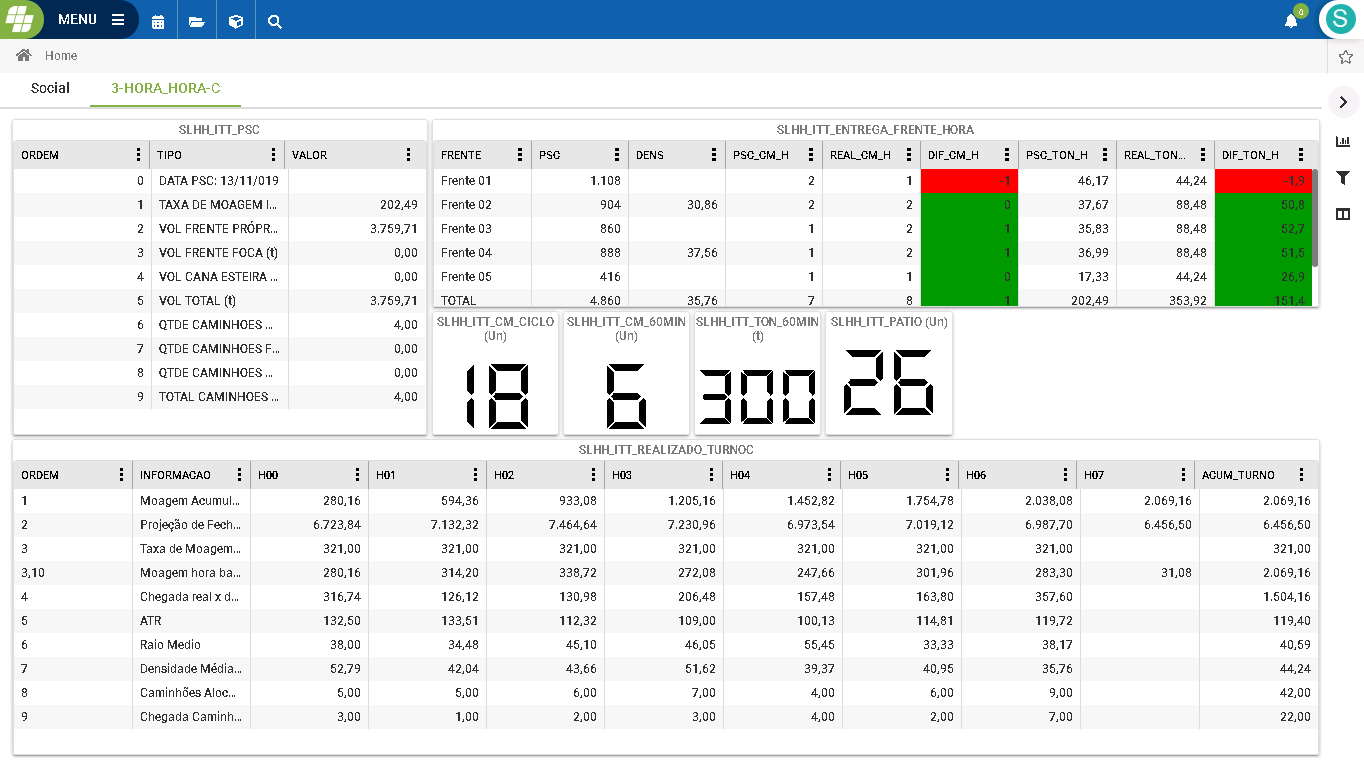 MENU
0
S
Home
Social 3-HORA_HORA-C
SLHH_ITT_PSC
ORDEM TIPO VALOR
0 DATA PSC: 13/11/019
1 TAXA DE MOAGEM I... 202,49
2 VOL FRENTE PRÓPR... 3.759,71
3 VOL FRENTE FOCA (t) 0,00
4 VOL CANA ESTEIRA ... 0,00
5 VOL TOTAL (t) 3.759,71
6 QTDE CAMINHOES ... 4,00
7 QTDE CAMINHOES F... 0,00
8 QTDE CAMINHOES ... 0,00
9 TOTAL CAMINHOES ... 4,00
SLHH_ITT_ENTREGA_FRENTE_HORA
FRENTE PSC DENS PSC_CM_H REAL_CM_H DIF_CM_H PSC_TON_H REAL_TON... DIF_TON_H
Frente 01 1.108 2 1 -1 46,17 44,24 -1,9
Frente 02 904 30,86 2 2 0 37,67 88,48 50,8
Frente 03 860 1 2 1 35,83 88,48 52,7
Frente 04 888 37,56 1 2 1 36,99 88,48 51,5
Frente 05 416 1 1 0 17,33 44,24 26,9
TOTAL 4.860 35,76 7 8 1 202,49 353,92 151,4
SLHH_ITT_CM_CICLO
(Un)
18
SLHH_ITT_CM_60MIN
(Un)
6
SLHH_ITT_TON_60MIN
(t)
300
SLHH_ITT_PATIO (Un)
26
SLHH_ITT_REALIZADO_TURNOC
ORDEM INFORMACAO H00 H01 H02 H03 H04 H05 H06 H07 ACUM_TURNO
1 Moagem Acumul... 280,16 594,36 933,08 1.205,16 1.452,82 1.754,78 2.038,08 2.069,16 2.069,16
2 Projeção de Fech... 6.723,84 7.132,32 7.464,64 7.230,96 6.973,54 7.019,12 6.987,70 6.456,50 6.456,50
3 Taxa de Moagem... 321,00 321,00 321,00 321,00 321,00 321,00 321,00 321,00
3,10 Moagem hora ba... 280,16 314,20 338,72 272,08 247,66 301,96 283,30 31,08 2.069,16
4 Chegada real x d... 316,74 126,12 130,98 206,48 157,48 163,80 357,60 1.504,16
5 ATR 132,50 133,51 112,32 109,00 100,13 114,81 119,72 119,40
6 Raio Medio 38,00 34,48 45,10 46,05 55,45 33,33 38,17 40,59
7 Densidade Média... 52,79 42,04 43,66 51,62 39,37 40,95 35,76 44,24
8 Caminhões Aloc... 5,00 5,00 6,00 7,00 4,00 6,00 9,00 42,00
9 Chegada Caminh... 3,00 1,00 2,00 3,00 4,00 2,00 7,00 22,00